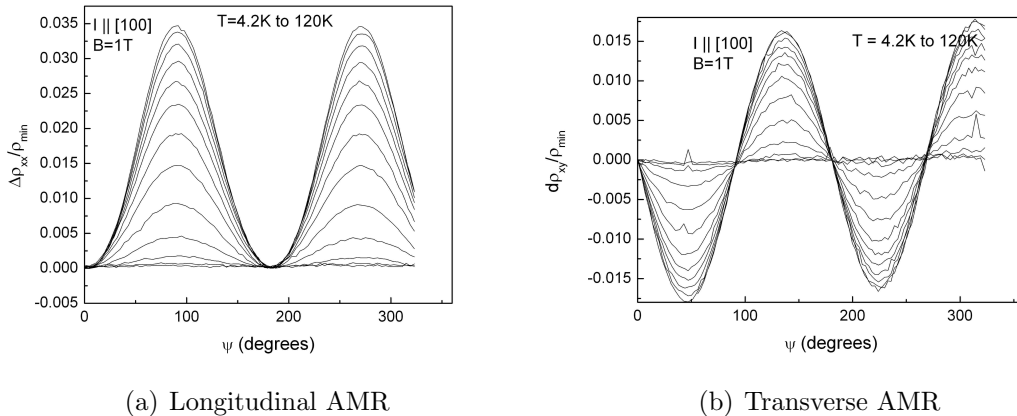 I || [100]
B=1T
T=4.2K to 120K
Δρxx/ρmin
0.035
0.030
0.025
0.020
0.015
0.010
0.005
0.000
-0.005
0
100
200
300
ψ (degrees)
(a) Longitudinal AMR
I || [100]
B=1T
T = 4.2K to 120K
dρxy/ρmin
0.015
0.010
0.005
0.000
-0.005
-0.010
-0.015
0
100
200
300
ψ (degrees)
(b) Transverse AMR